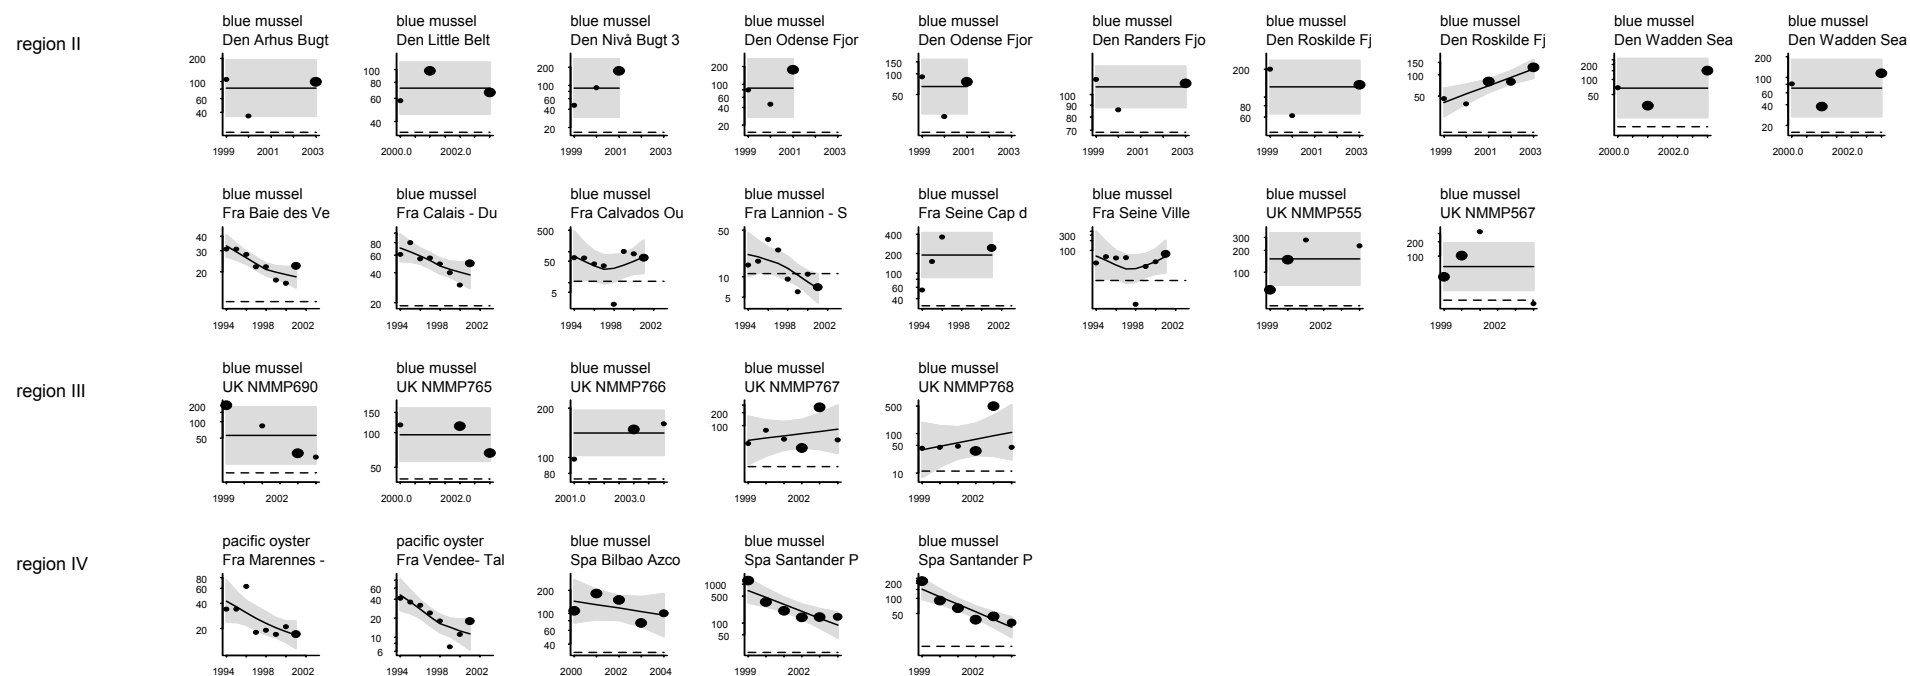 region II
blue mussel
Den Arhus Bugt
200
100
60
40
1999 2001 2003
blue mussel
Den Little Belt
100
80
60
40
2000.0 2002.0
blue mussel
Den Nivå Bugt 3
200
100
60
40
20
1999 2001 2003
blue mussel
Den Odense Fjor
200
100
60
40
20
1999 2001 2003
blue mussel
Den Odense Fjor
150
100
50
1999 2001 2003
blue mussel
Den Randers Fjo
100
90
80
70
1999 2001 2003
blue mussel
Den Roskilde Fj
200
80
60
1999 2001 2003
blue mussel
Den Roskilde Fj
150
100
50
1999 2001 2003
blue mussel
Den Wadden Sea
200
100
50
2000.0 2002.0
blue mussel
Den Wadden Sea
200
100
60
40
20
2000.0 2002.0
blue mussel
Fra Baie des Ve
40
30
20
1994 1998 2002
blue mussel
Fra Calais - Du
80
60
40
20
1994 1998 2002
blue mussel
Fra Calvados Ou
500
50
5
1994 1998 2002
blue mussel
Fra Lannion - S
50
10
5
1994 1998 2002
blue mussel
Fra Seine Cap d
400
200
100
60
40
1994 1998 2002
blue mussel
Fra Seine Ville
300
100
1994 1998 2002
blue mussel
UK NMMP555
300
200
100
1999 2002
blue mussel
UK NMMP567
200
100
1999 2002
region III
blue mussel
UK NMMP690
200
100
50
1999 2002
blue mussel
UK NMMP765
150
100
50
2000.0 2002.0
blue mussel
UK NMMP766
200
100
80
2001.0 2003.0
blue mussel
UK NMMP767
200
100
1999 2002
blue mussel
UK NMMP768
500
100
50
10
1999 2002
region IV
pacific oyster
Fra Marennes -
80
60
40
20
1994 1998 2002
pacific oyster
Fra Vendee- Tal
60
40
20
10
6
1994 1998 2002
blue mussel
Spa Bilbao Azco
200
100
60
40
2000 2002 2004
blue mussel
Spa Santander P
1000
500
100
50
1999 2002
blue mussel
Spa Santander P
200
100
50
1999 2002